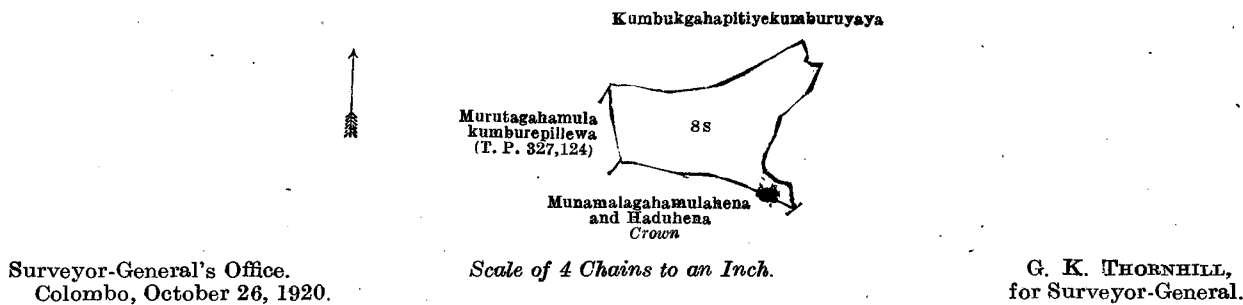 Kumbukgahapitiyekumburuyaya
Murutagahamula
kumburepillewa
(T. P. 327,124)
8s
Munamalagahamulahena
and Haduhena
Crown
Surveyor-General's Office.
Colombo, October 26, 1920.
Scale of 4 Chains to an Inch.
G. K. THORNHILL,
for Surveyor-General.